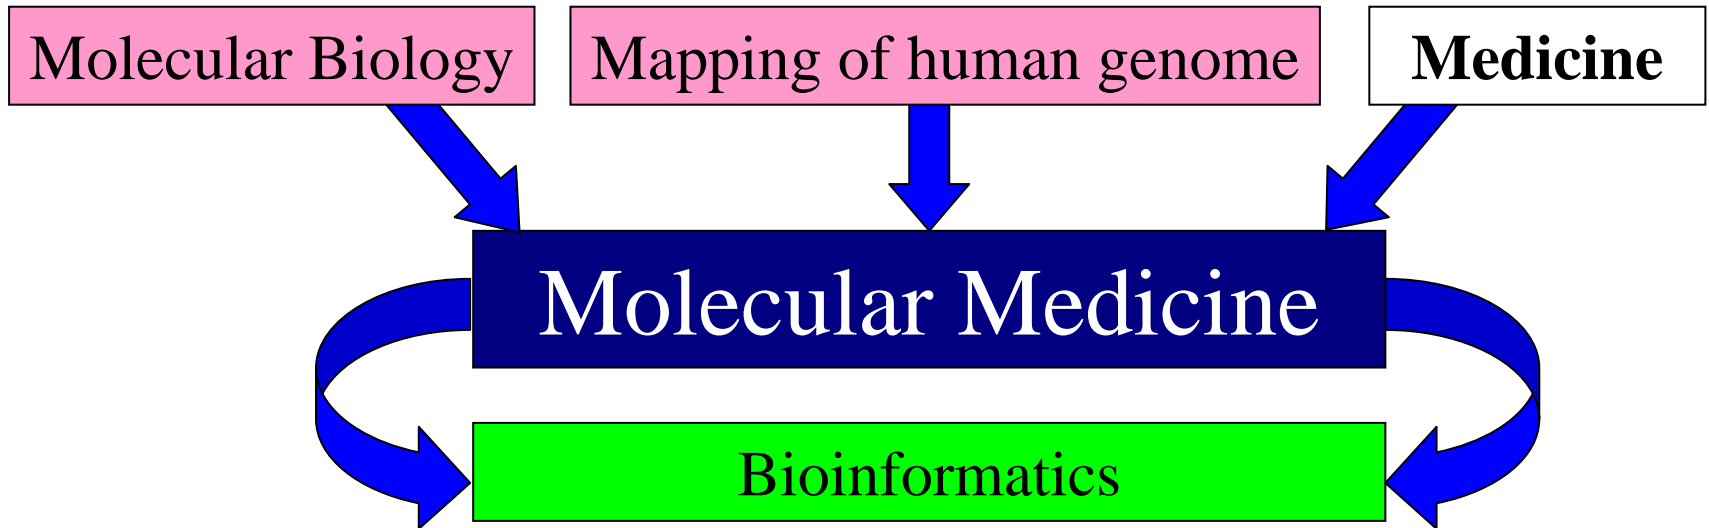 Molecular Biology
Mapping of human genome
Medicine
Molecular Medicine
Bioinformatics